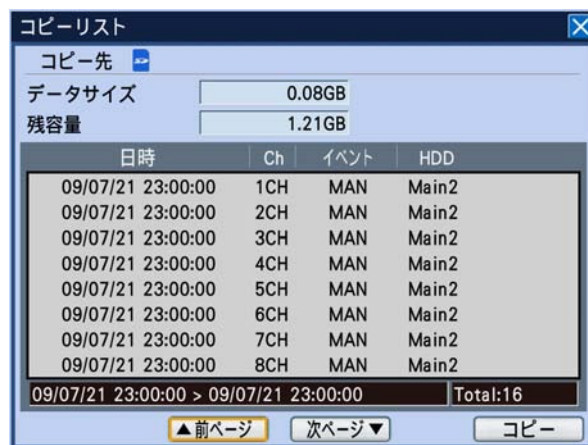 コピーリスト
コピー先
データサイズ 0.08GB
残容量 1.21GB
日時 Ch イベント HDD
09/07/21 23:00:00 1CH MAN Main2
09/07/21 23:00:00 2CH MAN Main2
09/07/21 23:00:00 3CH MAN Main2
09/07/21 23:00:00 4CH MAN Main2
09/07/21 23:00:00 5CH MAN Main2
09/07/21 23:00:00 6CH MAN Main2
09/07/21 23:00:00 7CH MAN Main2
09/07/21 23:00:00 8CH MAN Main2
09/07/21 23:00:00 > 09/07/21 23:00:00 Total:16
▲前ページ 次ページ▼ コピー